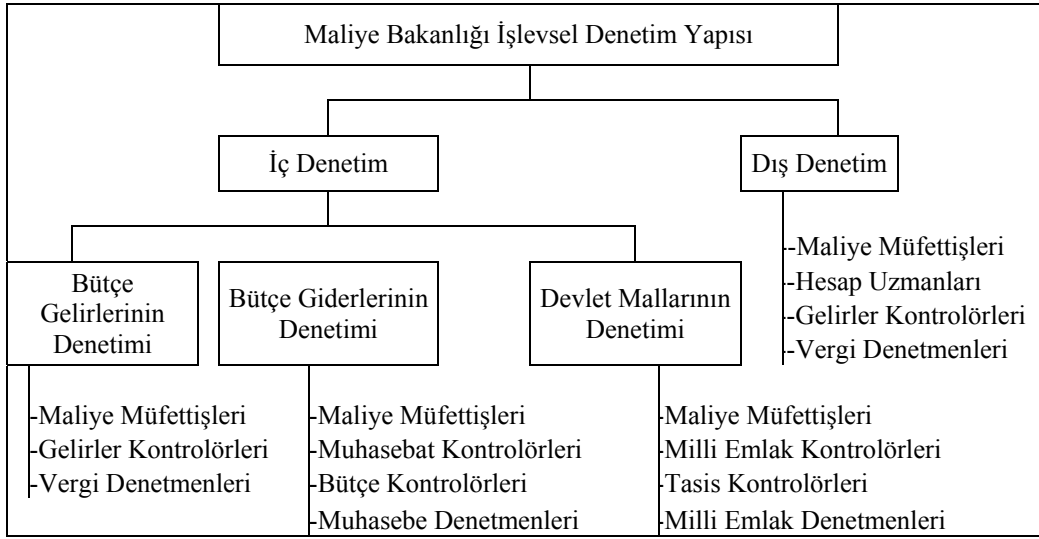 Maliye Bakanlığı İşlevsel Denetim Yapısı
İç Denetim
Dış Denetim
-Maliye Müfettişleri
-Hesap Uzmanları
-Gelirler Kontrolörleri
-Vergi Denetmenleri
Bütçe
Gelirlerinin
Denetimi
Bütçe Giderlerinin
Denetimi
Devlet Mallarının
Denetimi
-Maliye Müfettişleri
-Gelirler Kontrolörleri
-Vergi Denetmenleri
-Maliye Müfettişleri
-Muhasebat Kontrolörleri
-Bütçe Kontrolörleri
-Muhasebe Denetmenleri
-Maliye Müfettişleri
-Milli Emlak Kontrolörleri
-Tasis Kontrolörleri
-Milli Emlak Denetmenleri